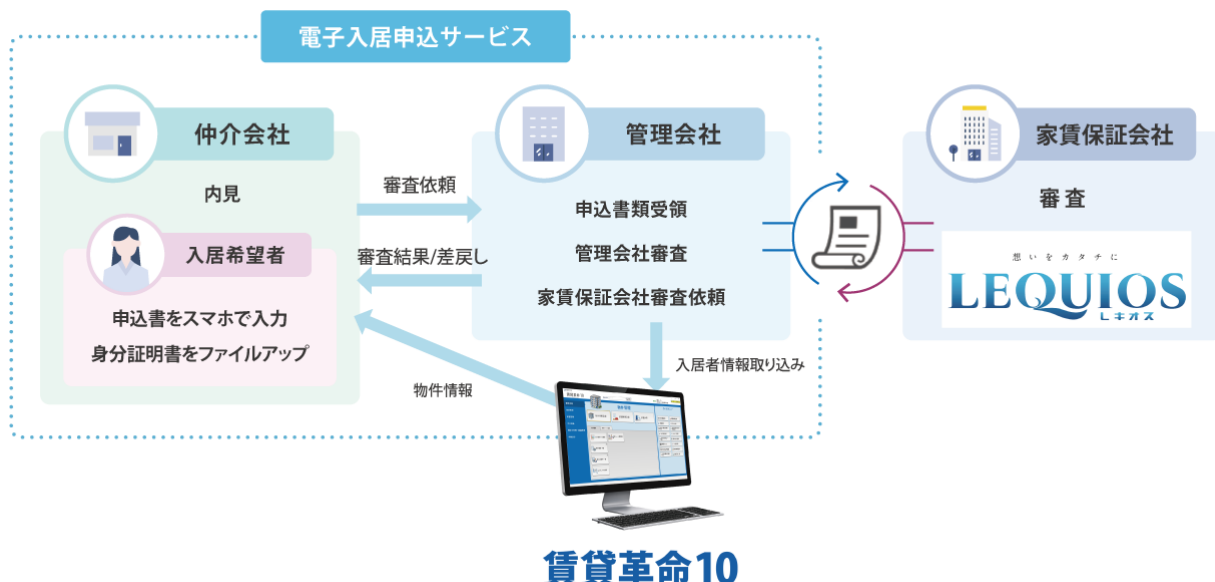 電子入居申込サービス
仲介会社
内見
入居希望者
申込書をスマホで入力
身分証明書をファイルアップ
審査依頼
審査結果/差戻し
物件情報
管理会社
申込書類受領
管理会社審査
家賃保証会社審査依頼
入居者情報取り込み
家賃保証会社
審査
想いをカタチに
LEQUIOS
レキオス
賃貸革命10